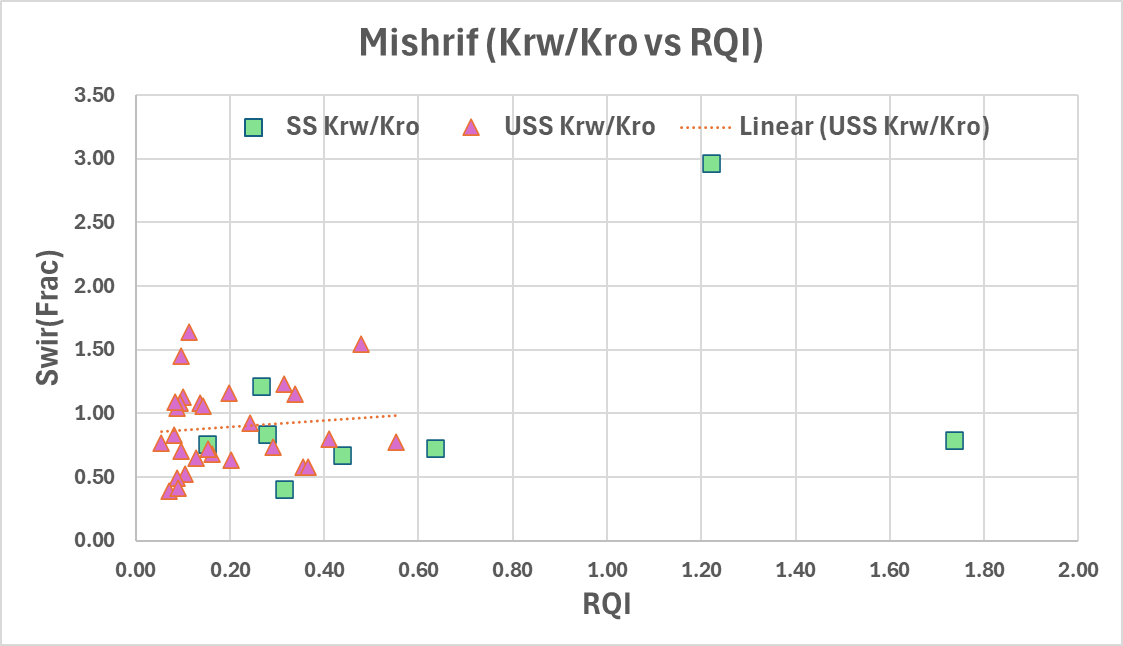 Mishrif (Krw/Kro vs RQI)
SS Krw/Kro USS Krw/Kro Linear (USS Krw/Kro)
3.50
3.00
2.50
2.00
1.50
1.00
0.50
0.00
Swir(Frac)
0.00 0.20 0.40 0.60 0.80 1.00 1.20 1.40 1.60 1.80 2.00
RQI